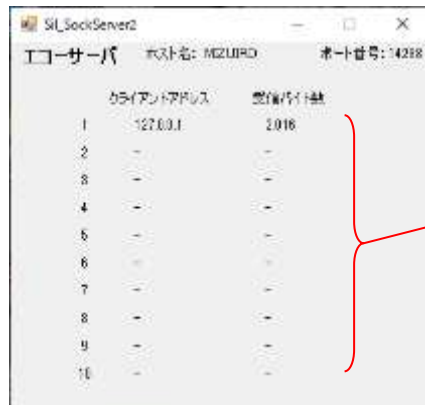 Sil_SockServer2
エコーサーバ ホスト名: MIZUIRO ポート番号: 14288
クライアントアドレス 受信バイト数
1 127.0.0.1 2,016
2 - -
3 - -
4 - -
5 - -
6 - -
7 - -
8 - -
9 - -
10 - -